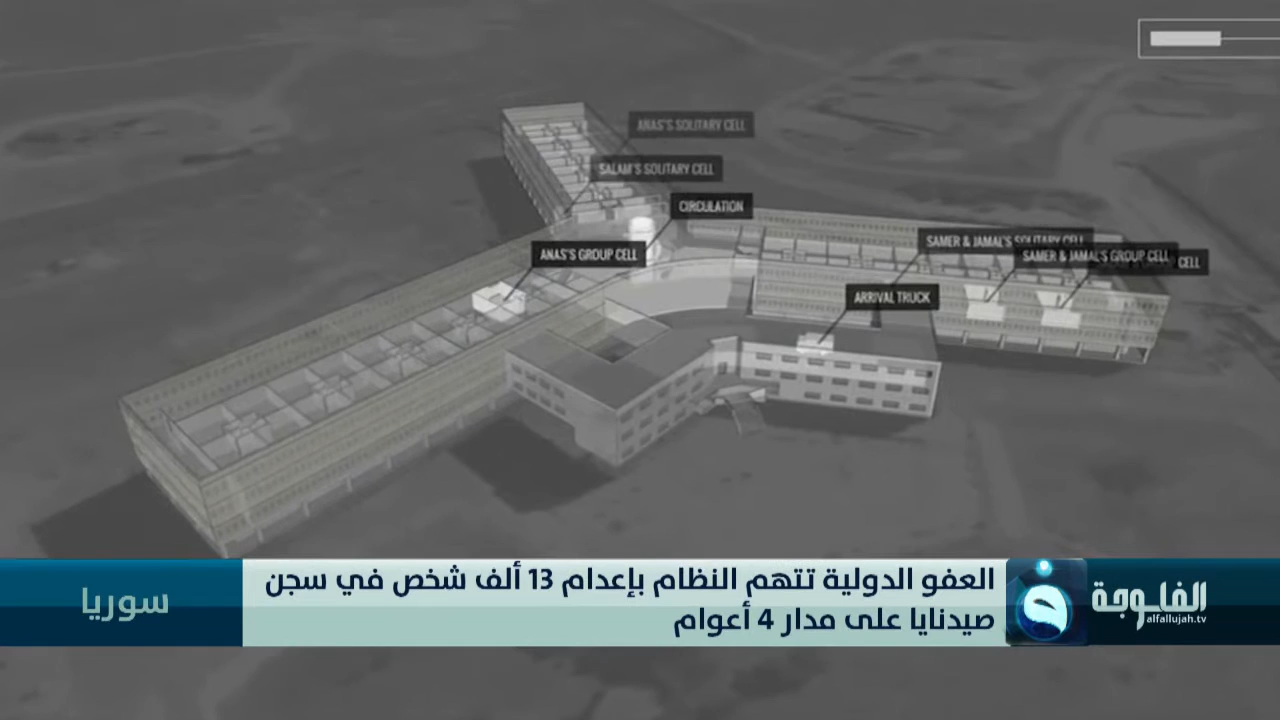 ANAS'S SOLITARY CELL
SALAM'S SOLITARY CELL
CIRCULATION
ANAS'S GROUP CELL
SAMER & JAMAL'S SOLITARY CELL
SAMER & JAMAL'S GROUP CELL
CELL
ARRIVAL TRUCK
العفو الدولية تتهم النظام بإعدام 13 ألف شخص في سجن
صيدنايا على مدار 4 أعوام
سوريا
الفلوجة
alfallujah.tv